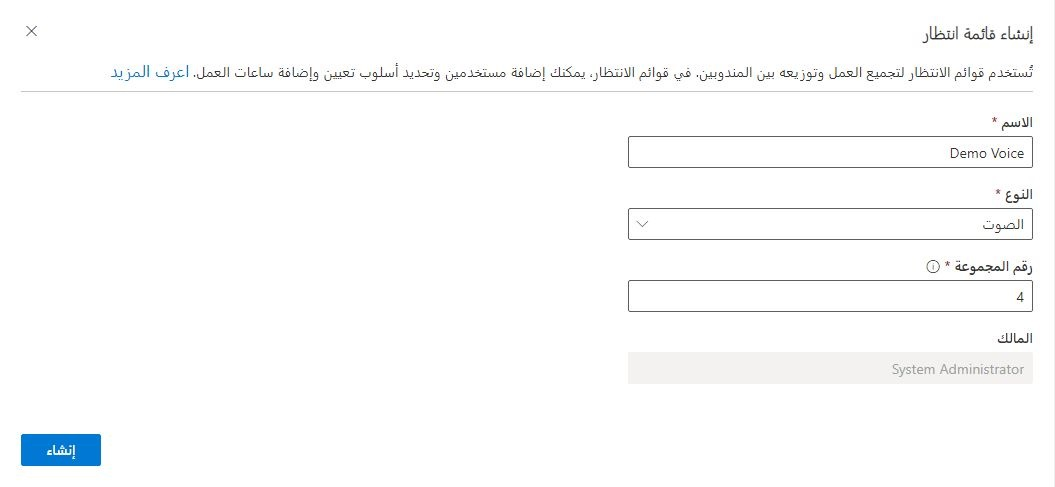 إنشاء قائمة انتظار
تُستخدم قوائم الانتظار لتجميع العمل وتوزيعه بين المندوبين. في قوائم الانتظار، يمكنك إضافة مستخدمين وتحديد أسلوب تعيين وإضافة ساعات العمل. اعرف المزيد
الاسم *
Demo Voice
النوع *
الصوت
رقم المجموعة *
4
المالك
System Administrator
إنشاء